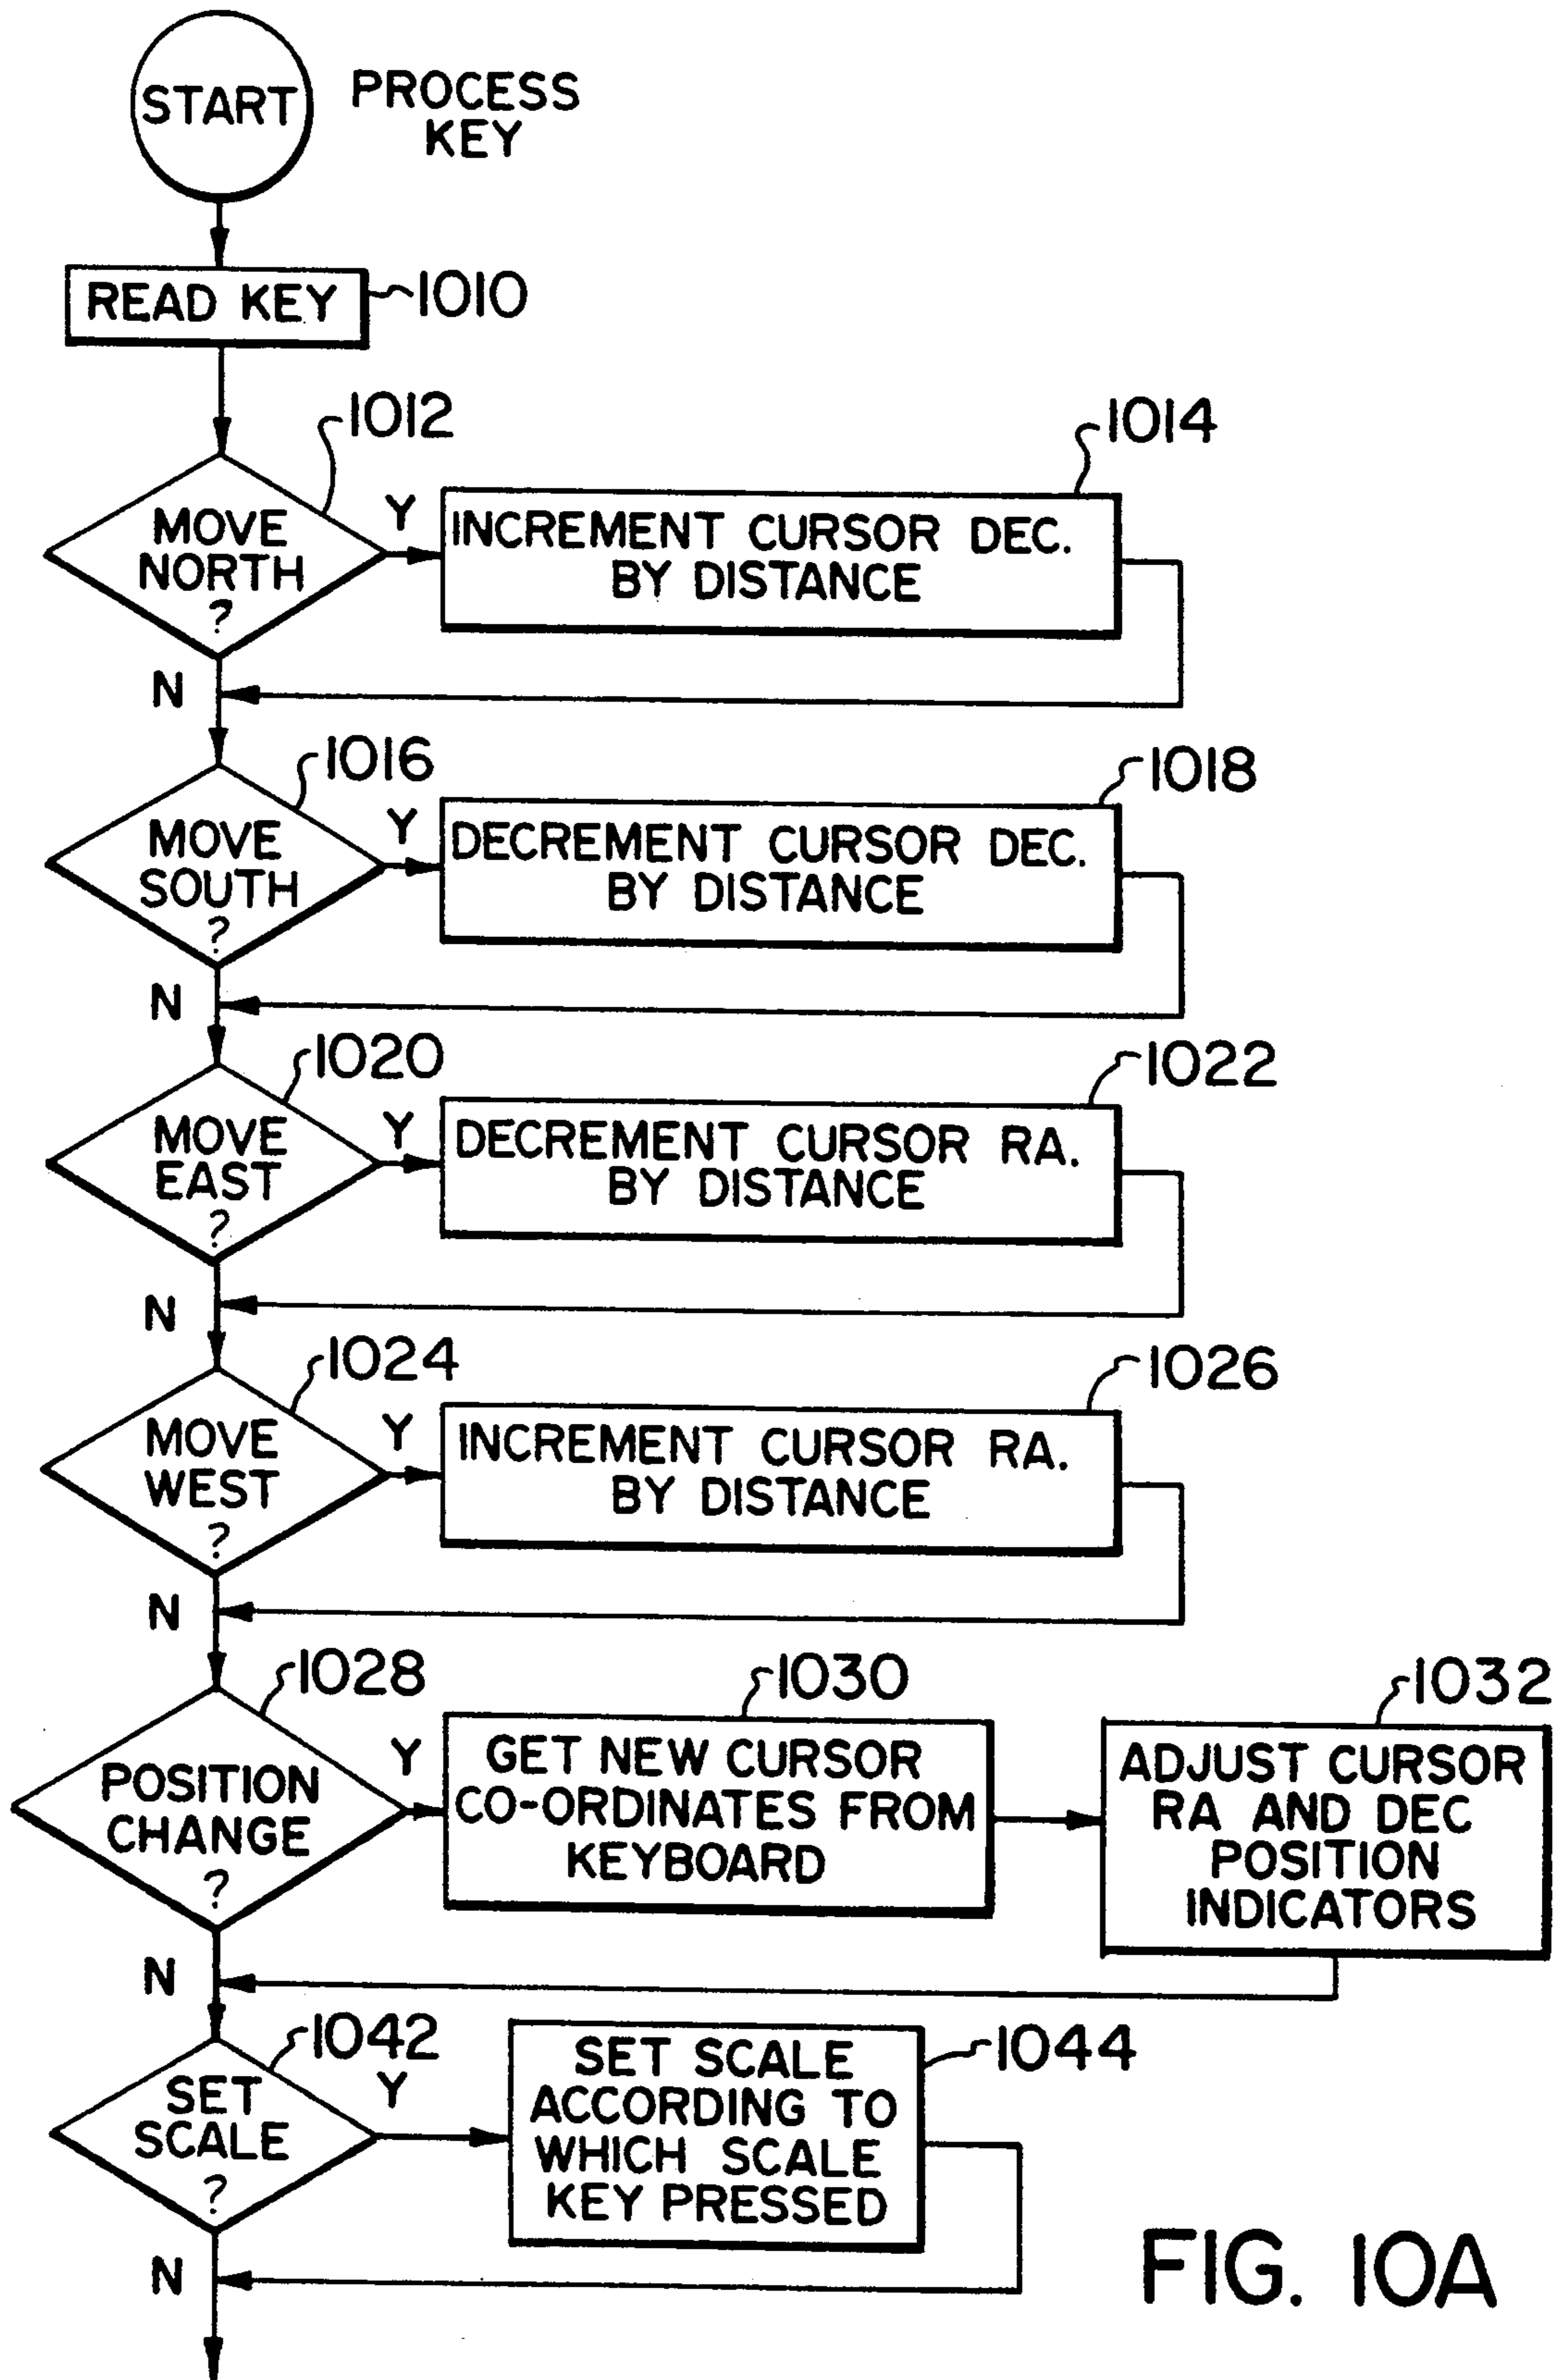 START
PROCESS
KEY
READ KEY
1010
1012
MOVE
NORTH
?
Y
1014
INCREMENT CURSOR DEC.
BY DISTANCE
N
1016
MOVE
SOUTH
?
Y
1018
DECREMENT CURSOR DEC.
BY DISTANCE
N
1020
MOVE
EAST
?
Y
1022
DECREMENT CURSOR RA.
BY DISTANCE
N
1024
MOVE
WEST
?
Y
1026
INCREMENT CURSOR RA.
BY DISTANCE
N
1028
POSITION
CHANGE
?
Y
1030
GET NEW CURSOR
CO-ORDINATES FROM
KEYBOARD
1032
ADJUST CURSOR
RA AND DEC
POSITION
INDICATORS
N
1042
SET
SCALE
?
Y
1044
SET SCALE
ACCORDING TO
WHICH SCALE
KEY PRESSED
N
FIG. 10A